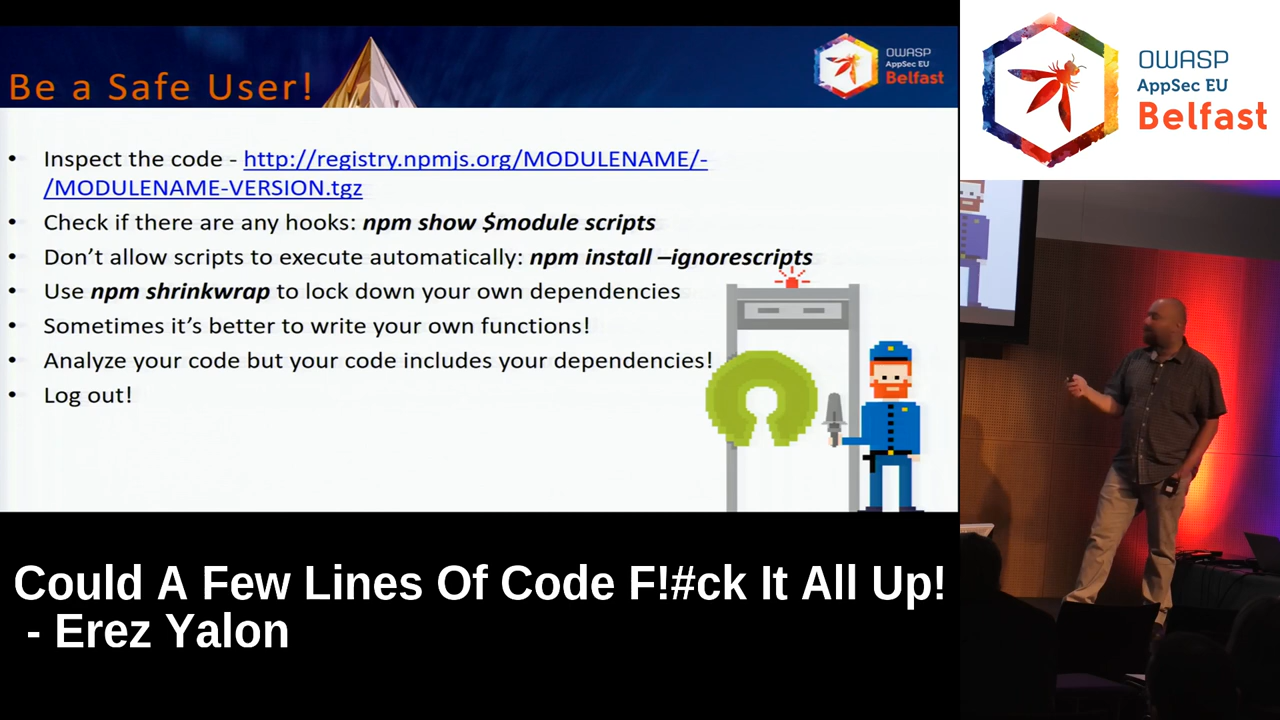 Be a Safe User!
OWASP
AppSec EU
Belfast
• Inspect the code - http://registry.npmjs.org/MODULENAME/-
/MODULENAME-VERSION.tgz
• Check if there are any hooks: npm show $module scripts
• Don’t allow scripts to execute automatically: npm install –ignorescripts
• Use npm shrinkwrap to lock down your own dependencies
• Sometimes it’s better to write your own functions!
• Analyze your code but your code includes your dependencies!
• Log out!
OWASP
AppSec EU
Belfast
Could A Few Lines Of Code F!#ck It All Up!
- Erez Yalon